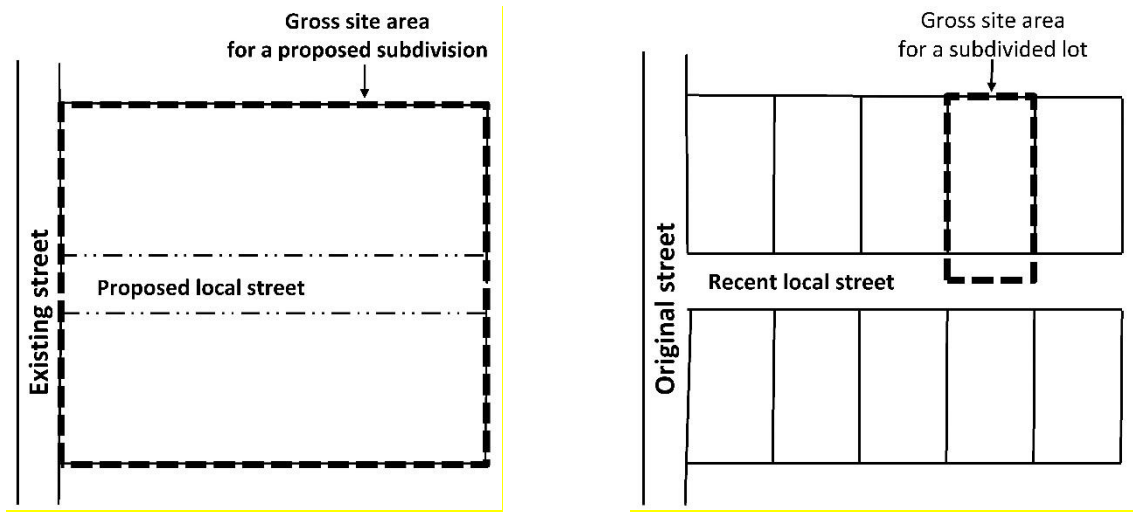 Gross site area
for a proposed subdivision
Existing street
Proposed local street
Gross site area
for a subdivided lot
Original street
Recent local street